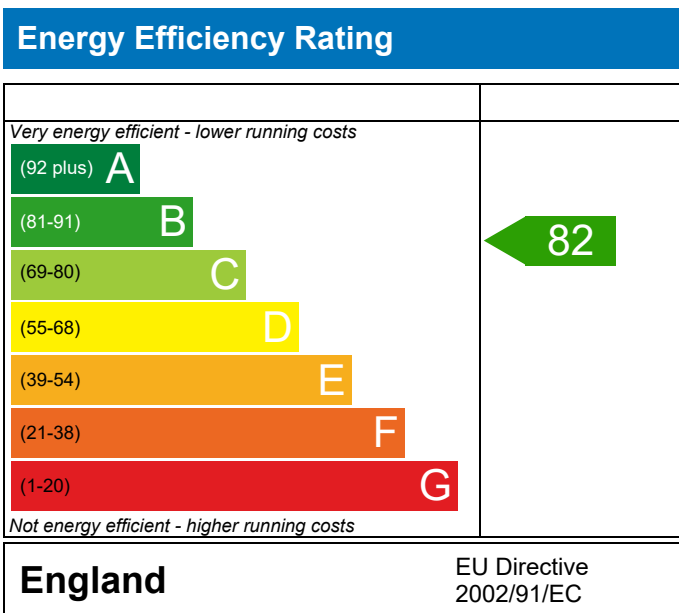 Energy Efficiency Rating
Very energy efficient - lower running costs
(92 plus) A
(81-91) B
82
(69-80) C
(55-68) D
(39-54) E
(21-38) F
(1-20) G
Not energy efficient - higher running costs
England
EU Directive
2002/91/EC